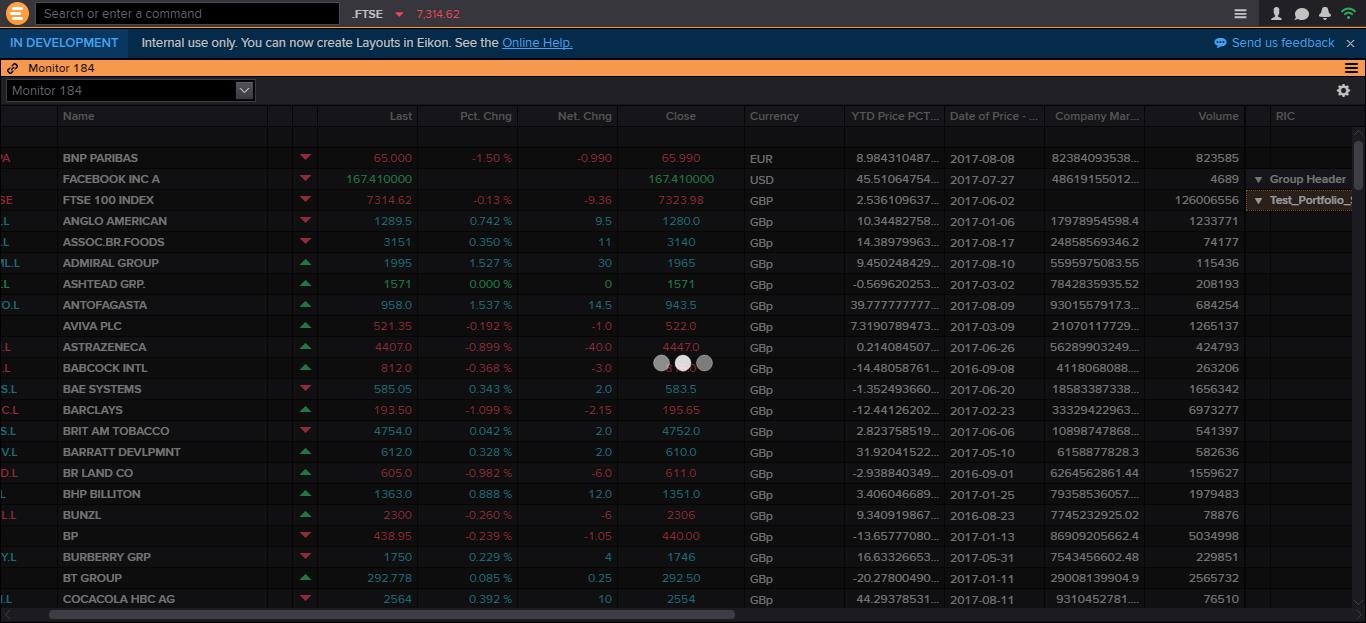 Search or enter a command .FTSE 7,314.62
IN DEVELOPMENT Internal use only. You can now create Layouts in Eikon. See the Online Help. Send us feedback
Monitor 184
Monitor 184
Name Last Pct. Chng Net. Chng Close Currency YTD Price PCT... Date of Price - ... Company Mar... Volume RIC
PA BNP PARIBAS 65.000 -1.50 % -0.990 65.990 EUR 8.984310487... 2017-08-08 82384093538... 823585
FACEBOOK INC A 167.410000 167.410000 USD 45.51064754... 2017-07-27 48619155012... 4689 Group Header
SE FTSE 100 INDEX 7314.62 -0.13 % -9.36 7323.98 GBP 2.536109637... 2017-06-02 126006556 Test_Portfolio_S
.L ANGLO AMERICAN 1289.5 0.742 % 9.5 1280.0 GBp 10.34482758... 2017-01-06 17978954598.4 1233771
.L ASSOC.BR.FOODS 3151 0.350 % 11 3140 GBp 14.38979963... 2017-08-17 24858569346.2 74177
ML.L ADMIRAL GROUP 1995 1.527 % 30 1965 GBp 9.450248429... 2017-08-10 5595975083.55 115436
.L ASHTEAD GRP. 1571 0.000 % 0 1571 GBp -0.569620253... 2017-03-02 7842835935.52 208193
O.L ANTOFAGASTA 958.0 1.537 % 14.5 943.5 GBp 39.777777777... 2017-08-09 9301557917.3... 684254
AVIVA PLC 521.35 -0.192 % -1.0 522.0 GBp 7.3190789473... 2017-03-09 21070117729... 1265137
.L ASTRAZENECA 4407.0 -0.899 % -40.0 4447.0 GBp 0.214084507... 2017-06-26 56289903249.... 424793
.L BABCOCK INTL 812.0 -0.368 % -3.0 GBp -14.48058761... 2016-09-08 4118068088.... 263206
S.L BAE SYSTEMS 585.05 0.343 % 2.0 583.5 GBp -1.352493660... 2017-06-20 18583387338... 1656342
C.L BARCLAYS 193.50 -1.099 % -2.15 195.65 GBp -12.44126202... 2017-02-23 33329422963... 6973277
S.L BRIT AM TOBACCO 4754.0 0.042 % 2.0 4752.0 GBp 2.823758519... 2017-06-06 10898747868... 541397
V.L BARRATT DEVLPMNT 612.0 0.328 % 2.0 610.0 GBp 31.92041522... 2017-05-10 6158877828.3 582636
D.L BR LAND CO 605.0 -0.982 % -6.0 611.0 GBp -2.938840349... 2016-09-01 6264562861.44 1559627
L BHP BILLITON 1363.0 0.888 % 12.0 1351.0 GBp 3.406046689... 2017-01-25 79358536057.... 1979483
L.L BUNZL 2300 -0.260 % -6 2306 GBp 9.340919867... 2016-08-23 7745232925.02 78876
BP 438.95 -0.239 % -1.05 440.00 GBp -13.65777080... 2017-01-13 86909205662.4 5034998
Y.L BURBERRY GRP 1750 0.229 % 4 1746 GBp 16.63326653... 2017-05-31 7543456602.48 229851
BT GROUP 292.778 0.085 % 0.25 292.50 GBp -20.27800490... 2017-01-11 29008139904.9 2565732
.L COCACOLA HBC AG 2564 0.392 % 10 2554 GBp 44.29378531... 2017-08-11 9310452781.... 76510